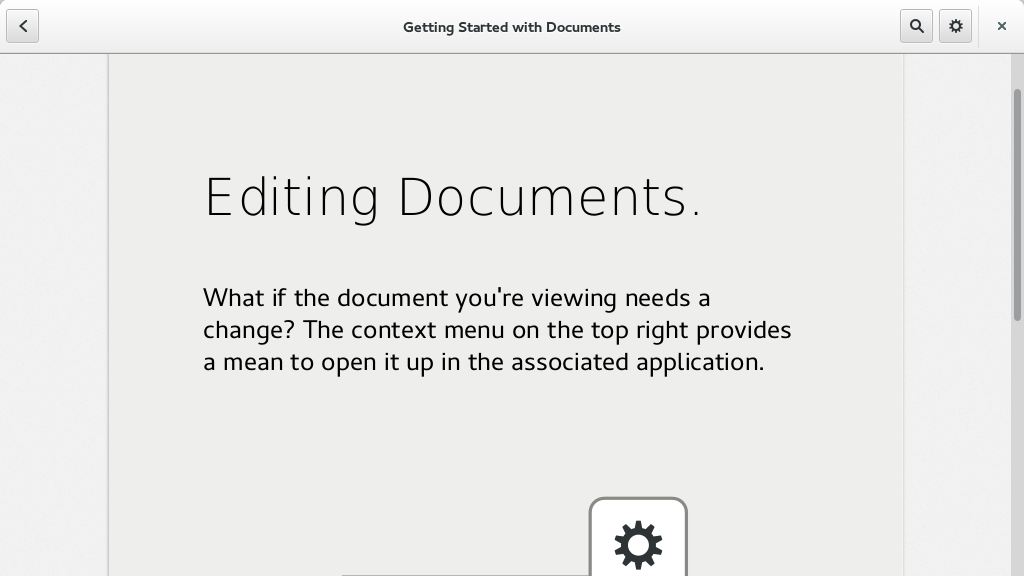 Getting Started with Documents
Editing Documents.
What if the document you're viewing needs a
change? The context menu on the top right provides
a mean to open it up in the associated application.